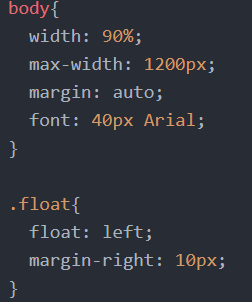 body{
  width: 90%;
  max-width: 1200px;
  margin: auto;
  font: 40px Arial;
}

.float{
  float: left;
  margin-right: 10px;
}